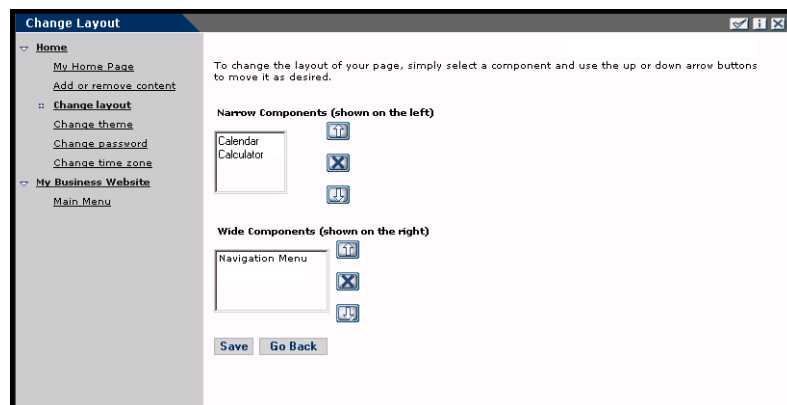 Change Layout
Home
My Home Page
Add or remove content
Change layout
Change theme
Change password
Change time zone
My Business Website
Main Menu
To change the layout of your page, simply select a component and use the up or down arrow buttons
to move it as desired.
Narrow Components (shown on the left)
Calendar
Calculator
Wide Components (shown on the right)
Navigation Menu
Save Go Back